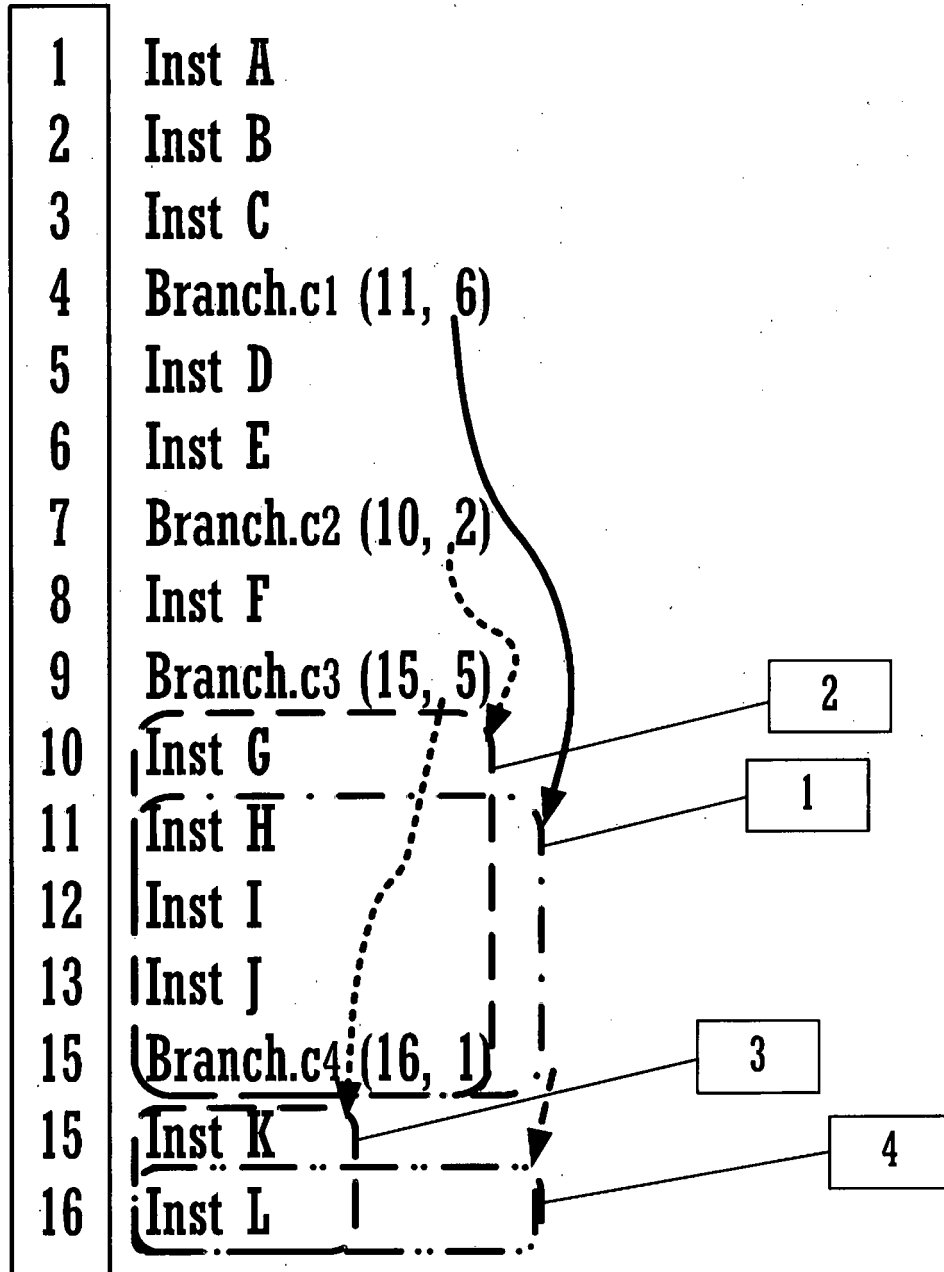 1 Inst A
2 Inst B
3 Inst C
4 Branch.c1 (11, 6)
5 Inst D
6 Inst E
7 Branch.c2 (10, 2)
8 Inst F
9 Branch.c3 (15, 5)
2
10 Inst G
1
11 Inst H
12 Inst I
13 Inst J
15 Branch.c4 (16, 1)
3
15 Inst K
4
16 Inst L